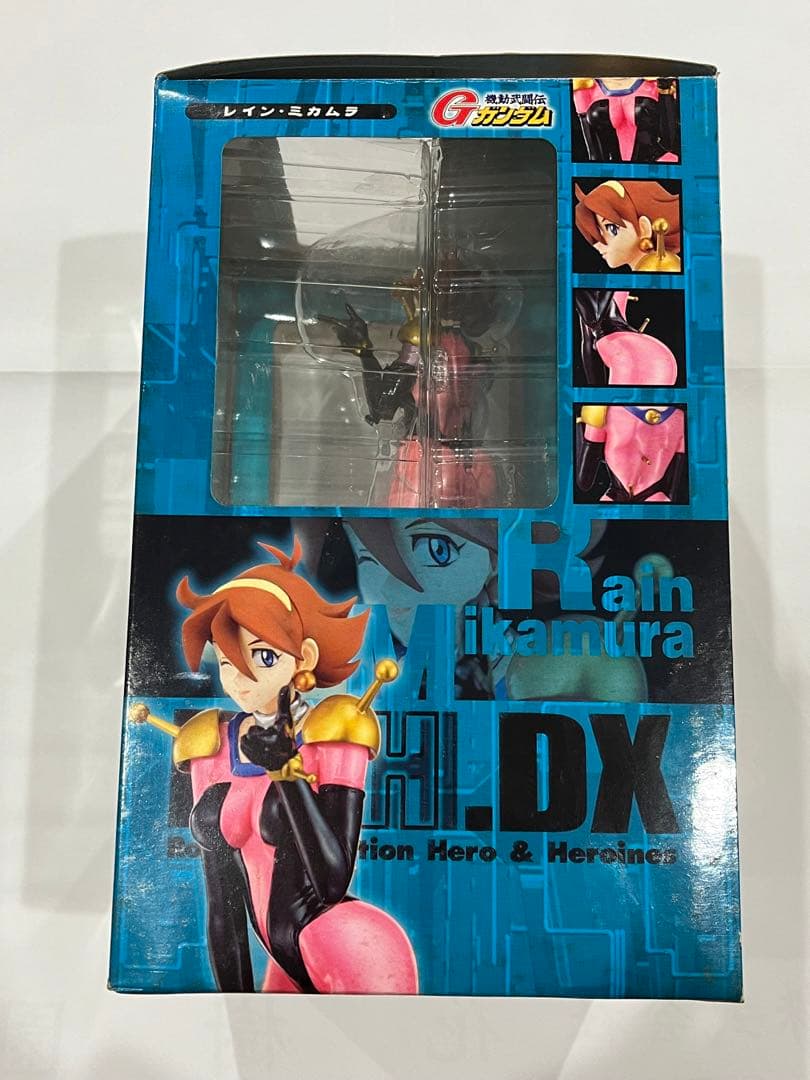 レイン・ミカムラ
機動武闘伝
Gガンダム
Rain
Mikamura
HI.DX
tion Hero & Heroines